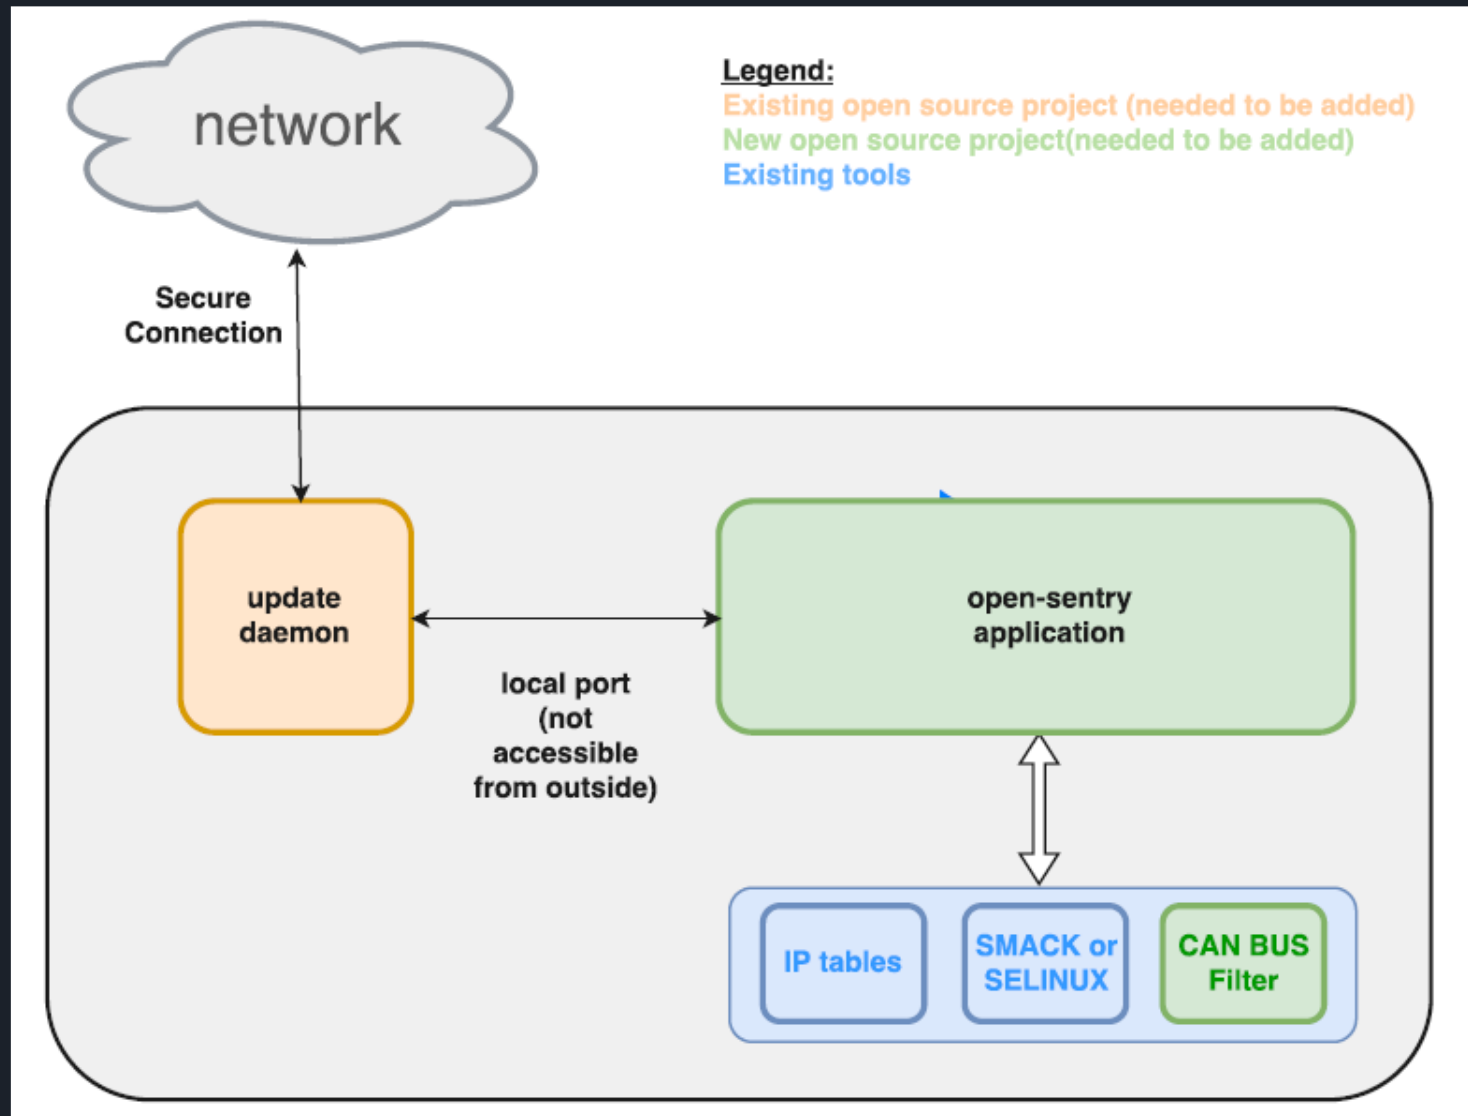 network
Legend:
Existing open source project (needed to be added)
New open source project(needed to be added)
Existing tools
Secure
Connection
update
daemon
local port
(not
accessible
from outside)
open-sentry
application
IP tables
SMACK or
SELINUX
CAN BUS
Filter